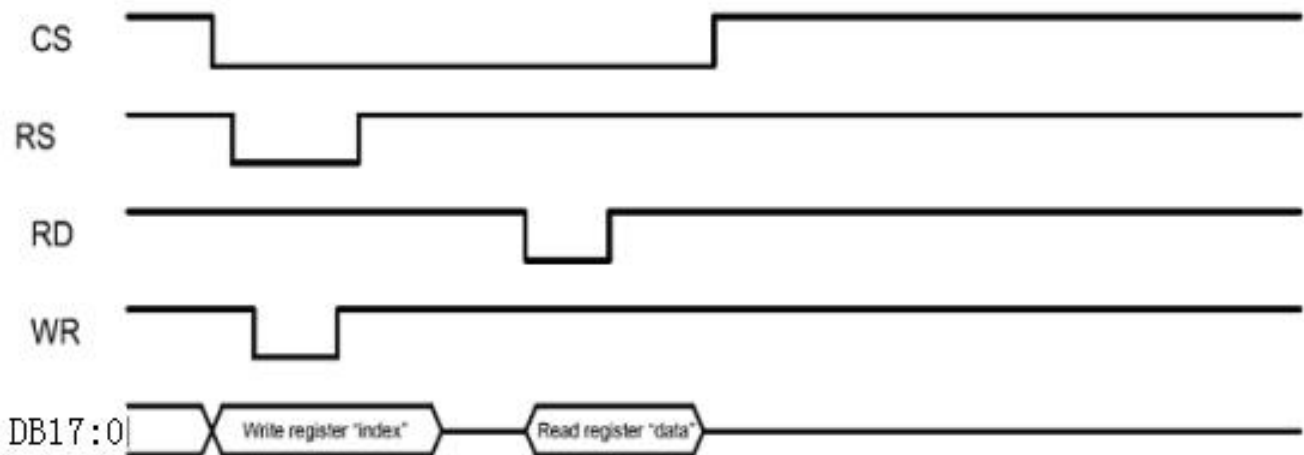 CS
RS
RD
WR
DB17:0
Write register "index"
Read register "data"